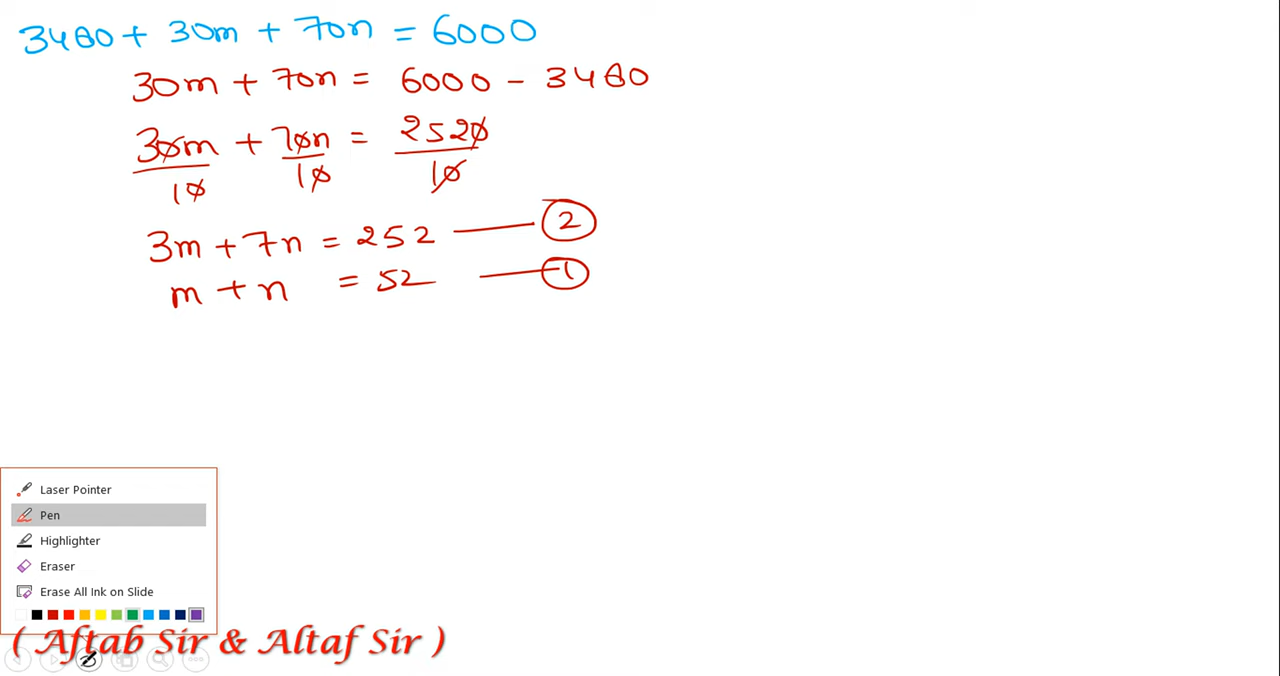 3480 + 30m + 70n = 6000
30m + 70n = 6000 - 3480
30m/10 + 70n/10 = 2520/10
3m + 7n = 252 —— 2
m + n = 52 —— 1
Laser Pointer
Pen
Highlighter
Eraser
Erase All Ink on Slide
( Aftab Sir & Altaf Sir )